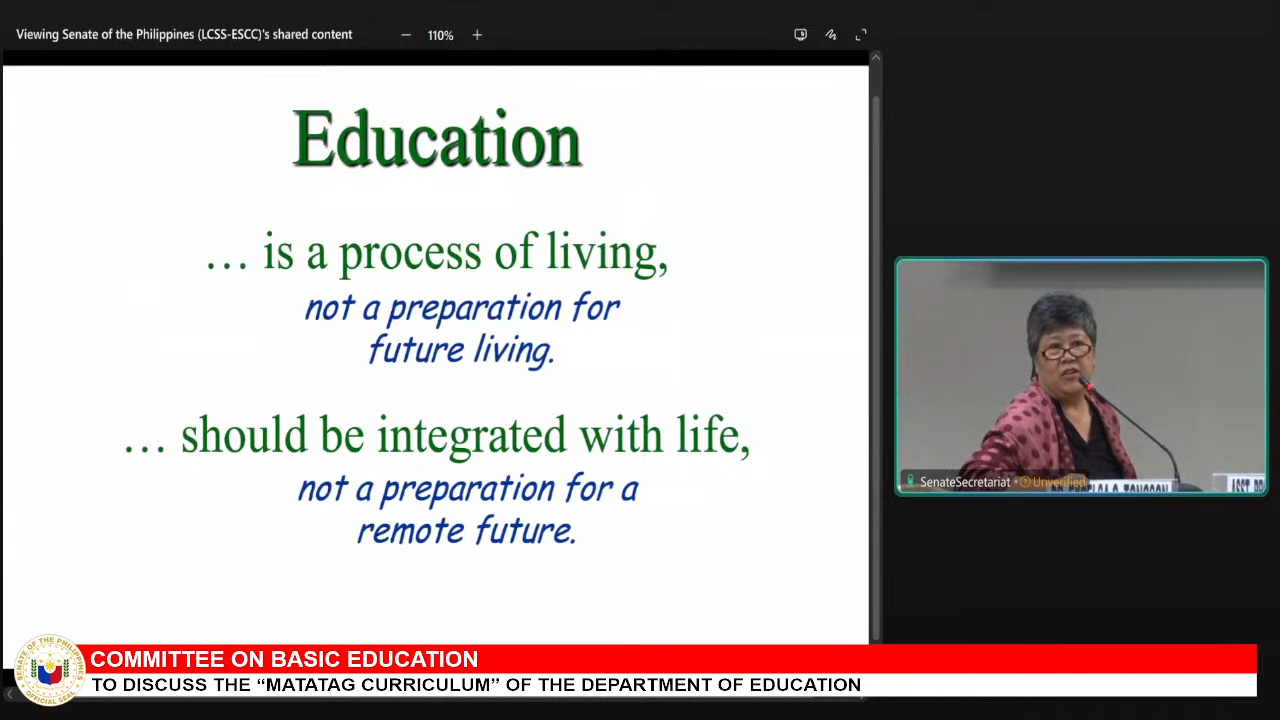 Viewing Senate of the Philippines (LCSS-ESCC)'s shared content
110%
Education
… is a process of living,
not a preparation for
future living.
… should be integrated with life,
not a preparation for a
remote future.
SenateSecretariat
Unverified
COMMITTEE ON BASIC EDUCATION
TO DISCUSS THE “MATATAG CURRICULUM” OF THE DEPARTMENT OF EDUCATION